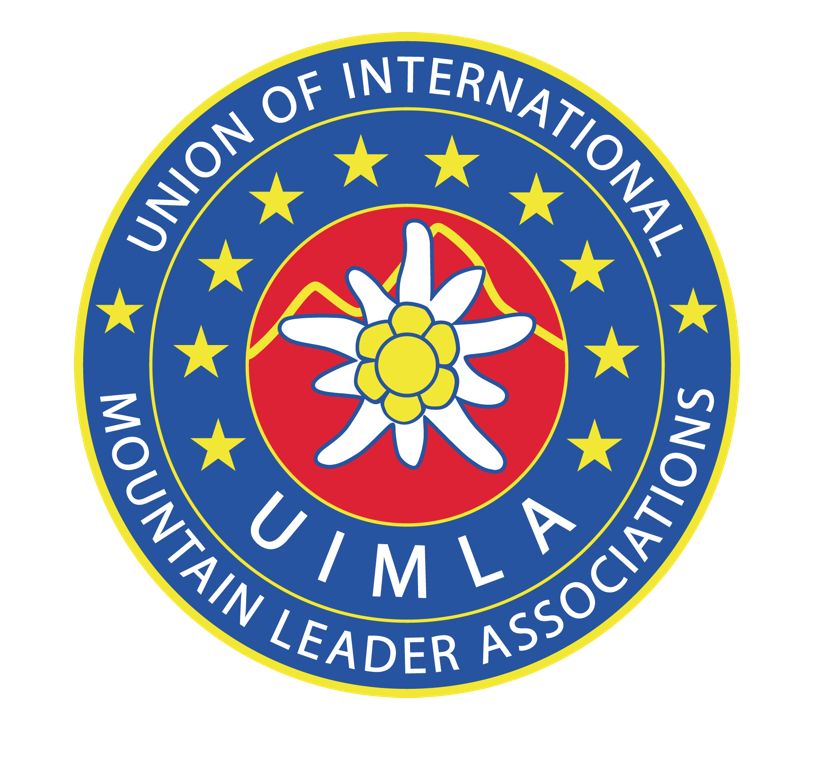 UNION OF INTERNATIONAL
MOUNTAIN LEADER ASSOCIATIONS
UIMLA